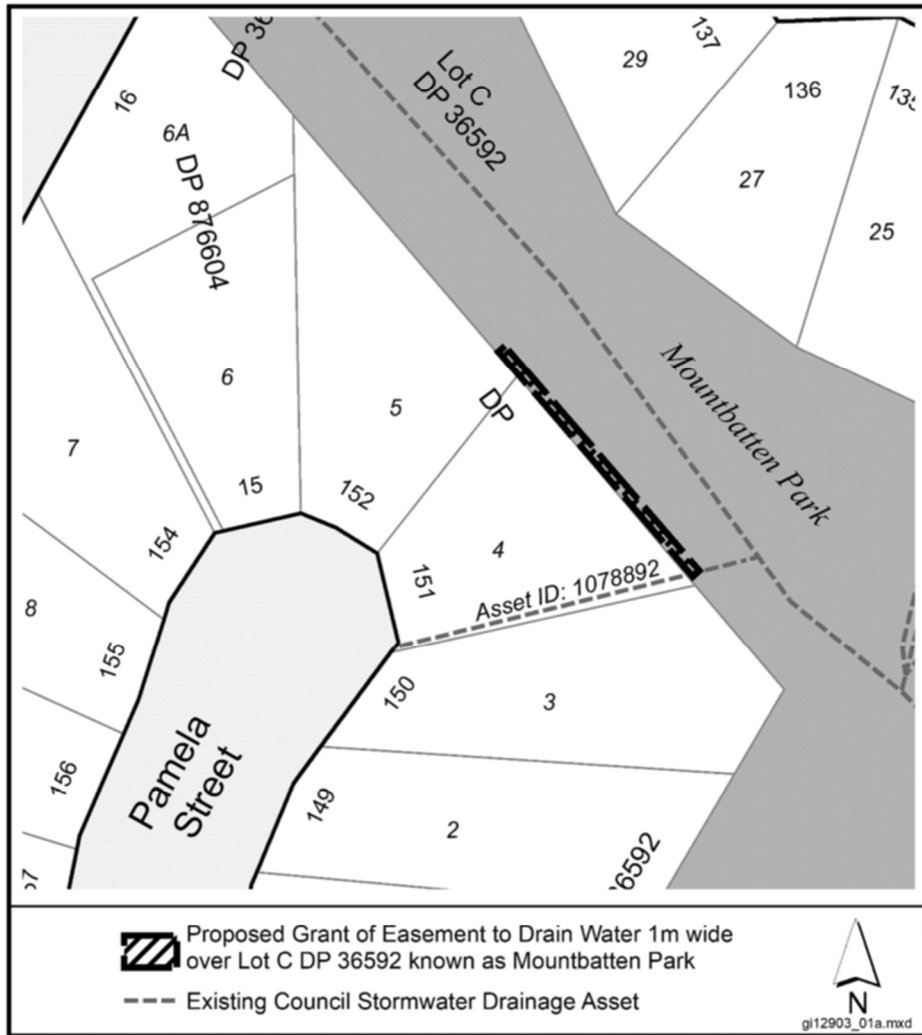 DP 36
Lot C
DP 36592
29
137
136
135
16
6A
DP 876604
27
25
6
5
DP
Mountbatten Park
7
15
152
154
4
151
Asset ID: 1078892
8
155
150
3
156
Pamela
Street
149
2
36592
Proposed Grant of Easement to Drain Water 1m wide
over Lot C DP 36592 known as Mountbatten Park
Existing Council Stormwater Drainage Asset
N
gi12903_01a.mxd